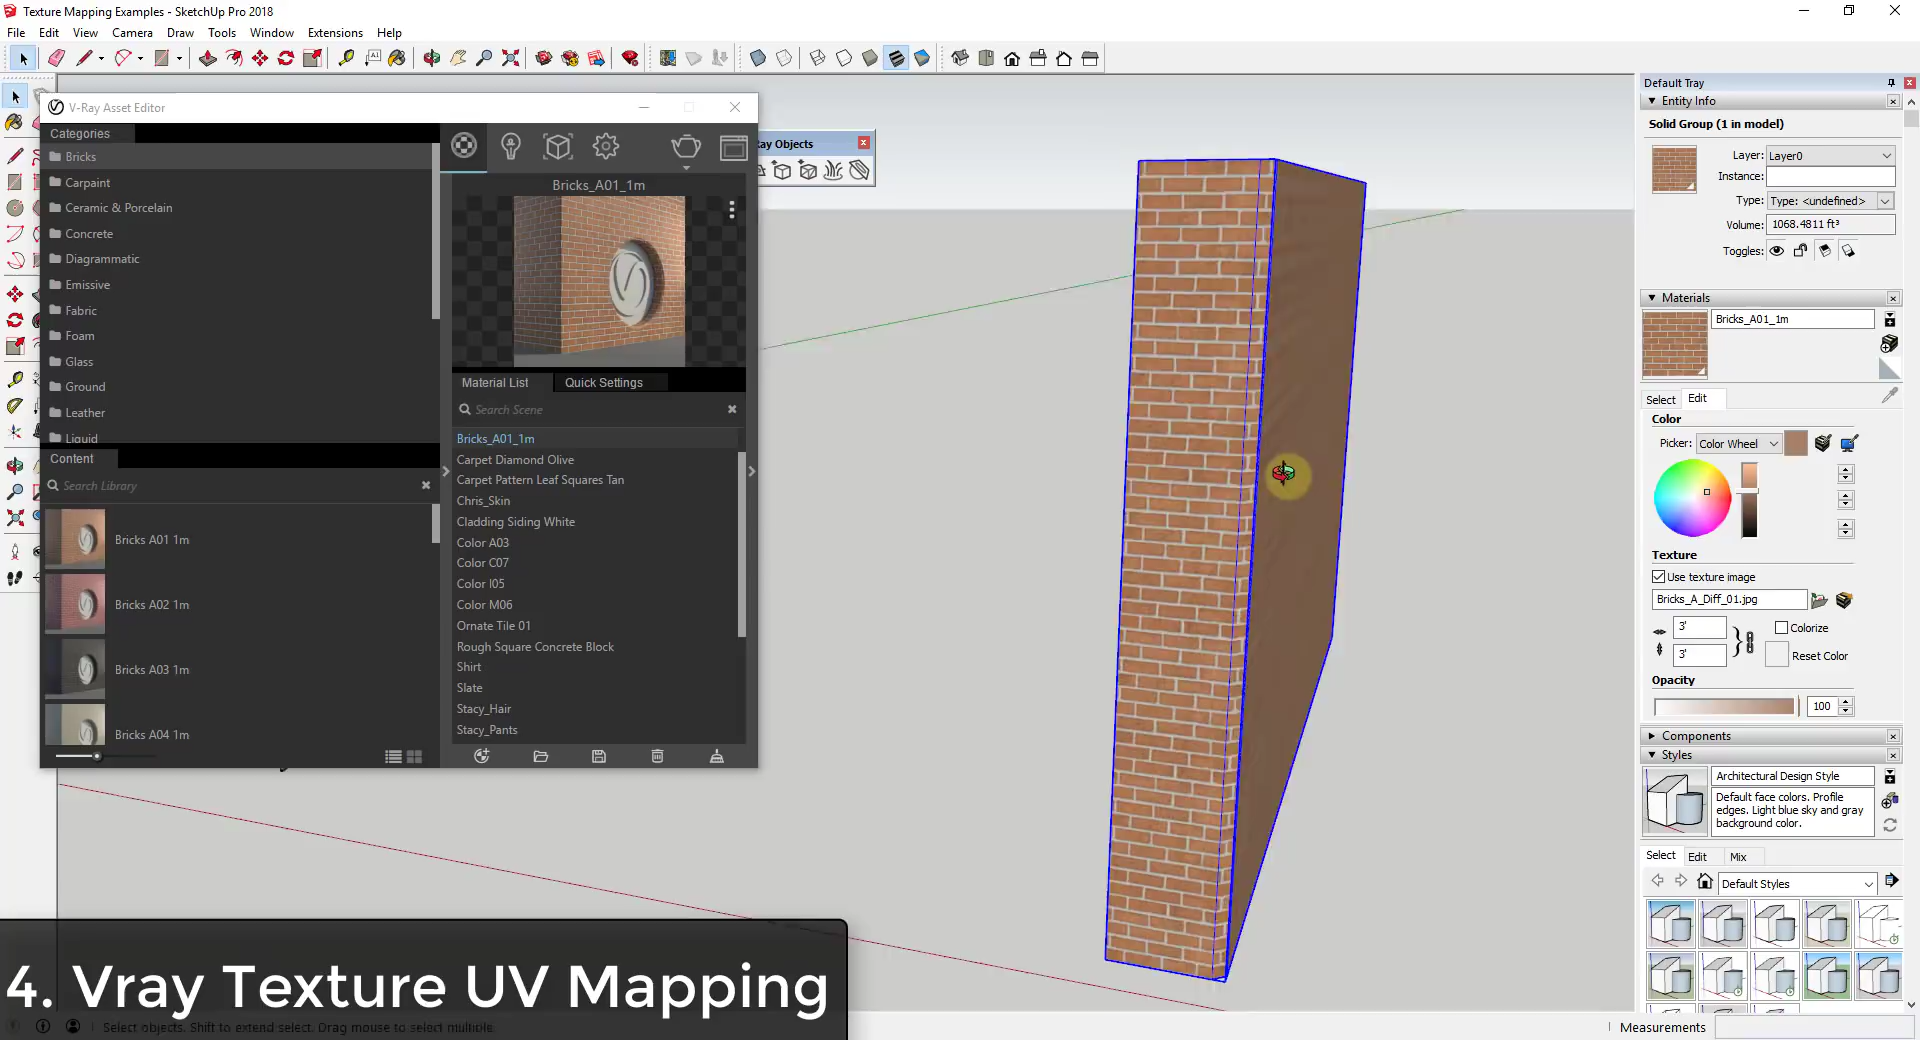 Texture Mapping Examples - SketchUp Pro 2018
File Edit View Camera Draw Tools Window Extensions Help
V-Ray Asset Editor
Categories
Bricks
Carpaint
Ceramic & Porcelain
Concrete
Diagrammatic
Emissive
Fabric
Foam
Glass
Ground
Leather
Liquid
Content
Search Library
Bricks A01 1m
Bricks A02 1m
Bricks A03 1m
Bricks A04 1m
Bricks_A01_1m
Material List Quick Settings
Search Scene
Bricks_A01_1m
Carpet Diamond Olive
Carpet Pattern Leaf Squares Tan
Chris_Skin
Cladding Siding White
Color A03
Color C07
Color I05
Color M06
Ornate Tile 01
Rough Square Concrete Block
Shirt
Slate
Stacy_Hair
Stacy_Pants
ay Objects
Default Tray
Entity Info
Solid Group (1 in model)
Layer: Layer0
Instance:
Type: Type: <undefined>
Volume: 1068.4811 ft³
Toggles:
Materials
Bricks_A01_1m
Select Edit
Color
Picker: Color Wheel
Texture
Use texture image
Bricks_A_Diff_01.jpg
3'
Colorize
3'
Reset Color
Opacity
100
Components
Styles
Architectural Design Style
Default face colors. Profile
edges. Light blue sky and gray
background color.
Select Edit Mix
Default Styles
4. Vray Texture UV Mapping
Select objects. Shift to extend select. Drag mouse to select multiple.
Measurements